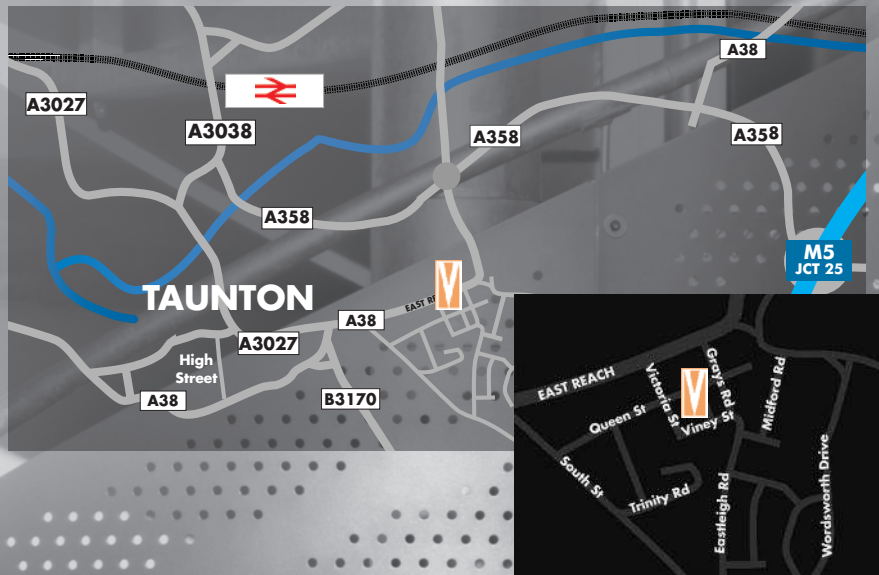 A38
A3027
A3038
A358
A358
A358
M5
JCT 25
TAUNTON
EAST RE
A38
A3027
High
Street
A38
B3170
EAST REACH
Victoria St
Grays Rd
Midford Rd
Queen St
Viney St
South St
Trinity Rd
Eastleigh Rd
Wordsworth Drive